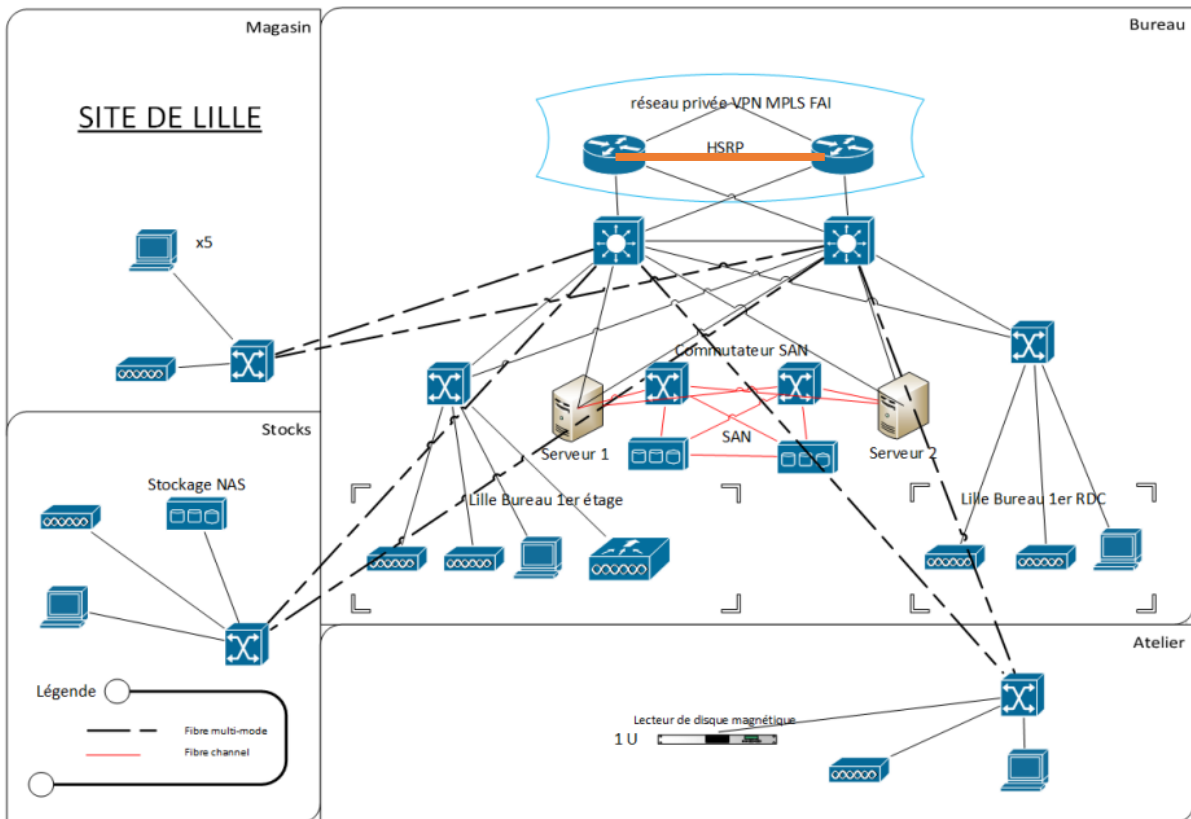 Magasin
Bureau
SITE DE LILLE
réseau privée VPN MPLS FAI
HSRP
x5
Commutateur SAN
Stocks
SAN
Serveur 1
Serveur 2
Stockage NAS
Lille Bureau 1er étage
Lille Bureau 1er RDC
Atelier
Légende
Fibre multi-mode
Fibre channel
Lecteur de disque magnétique
1 U